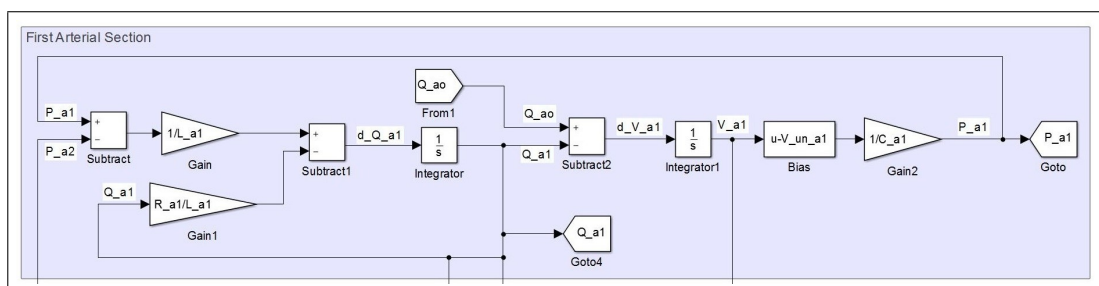 First Arterial Section
P_a1
+
−
P_a2
Subtract
1/L_a1
Gain
Q_a1
R_a1/L_a1
Gain1
+
−
Subtract1
d_Q_a1
1
s
Integrator
Q_ao
From1
Q_ao
Q_a1
+
−
Subtract2
d_V_a1
1
s
Integrator1
V_a1
u-V_un_a1
Bias
1/C_a1
Gain2
P_a1
P_a1
Goto
Q_a1
Goto4